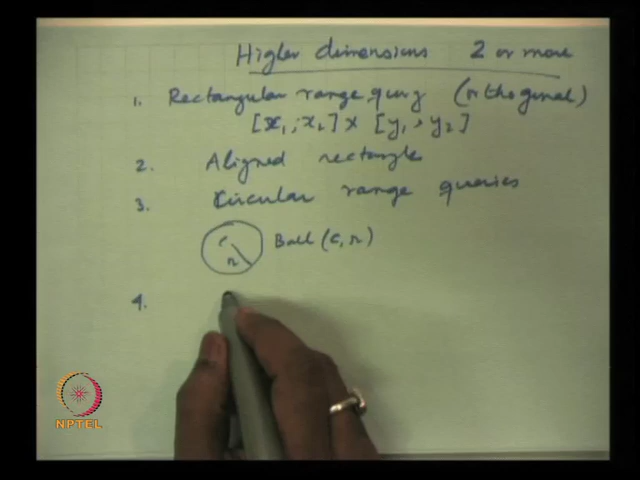 Higher dimensions 2 or more
1. Rectangular range query (orthogonal)
[x1, x2] x [y1, y2]
2. Aligned rectangle
3. Circular range queries
c
r
Ball (c, r)
4.
NPTEL